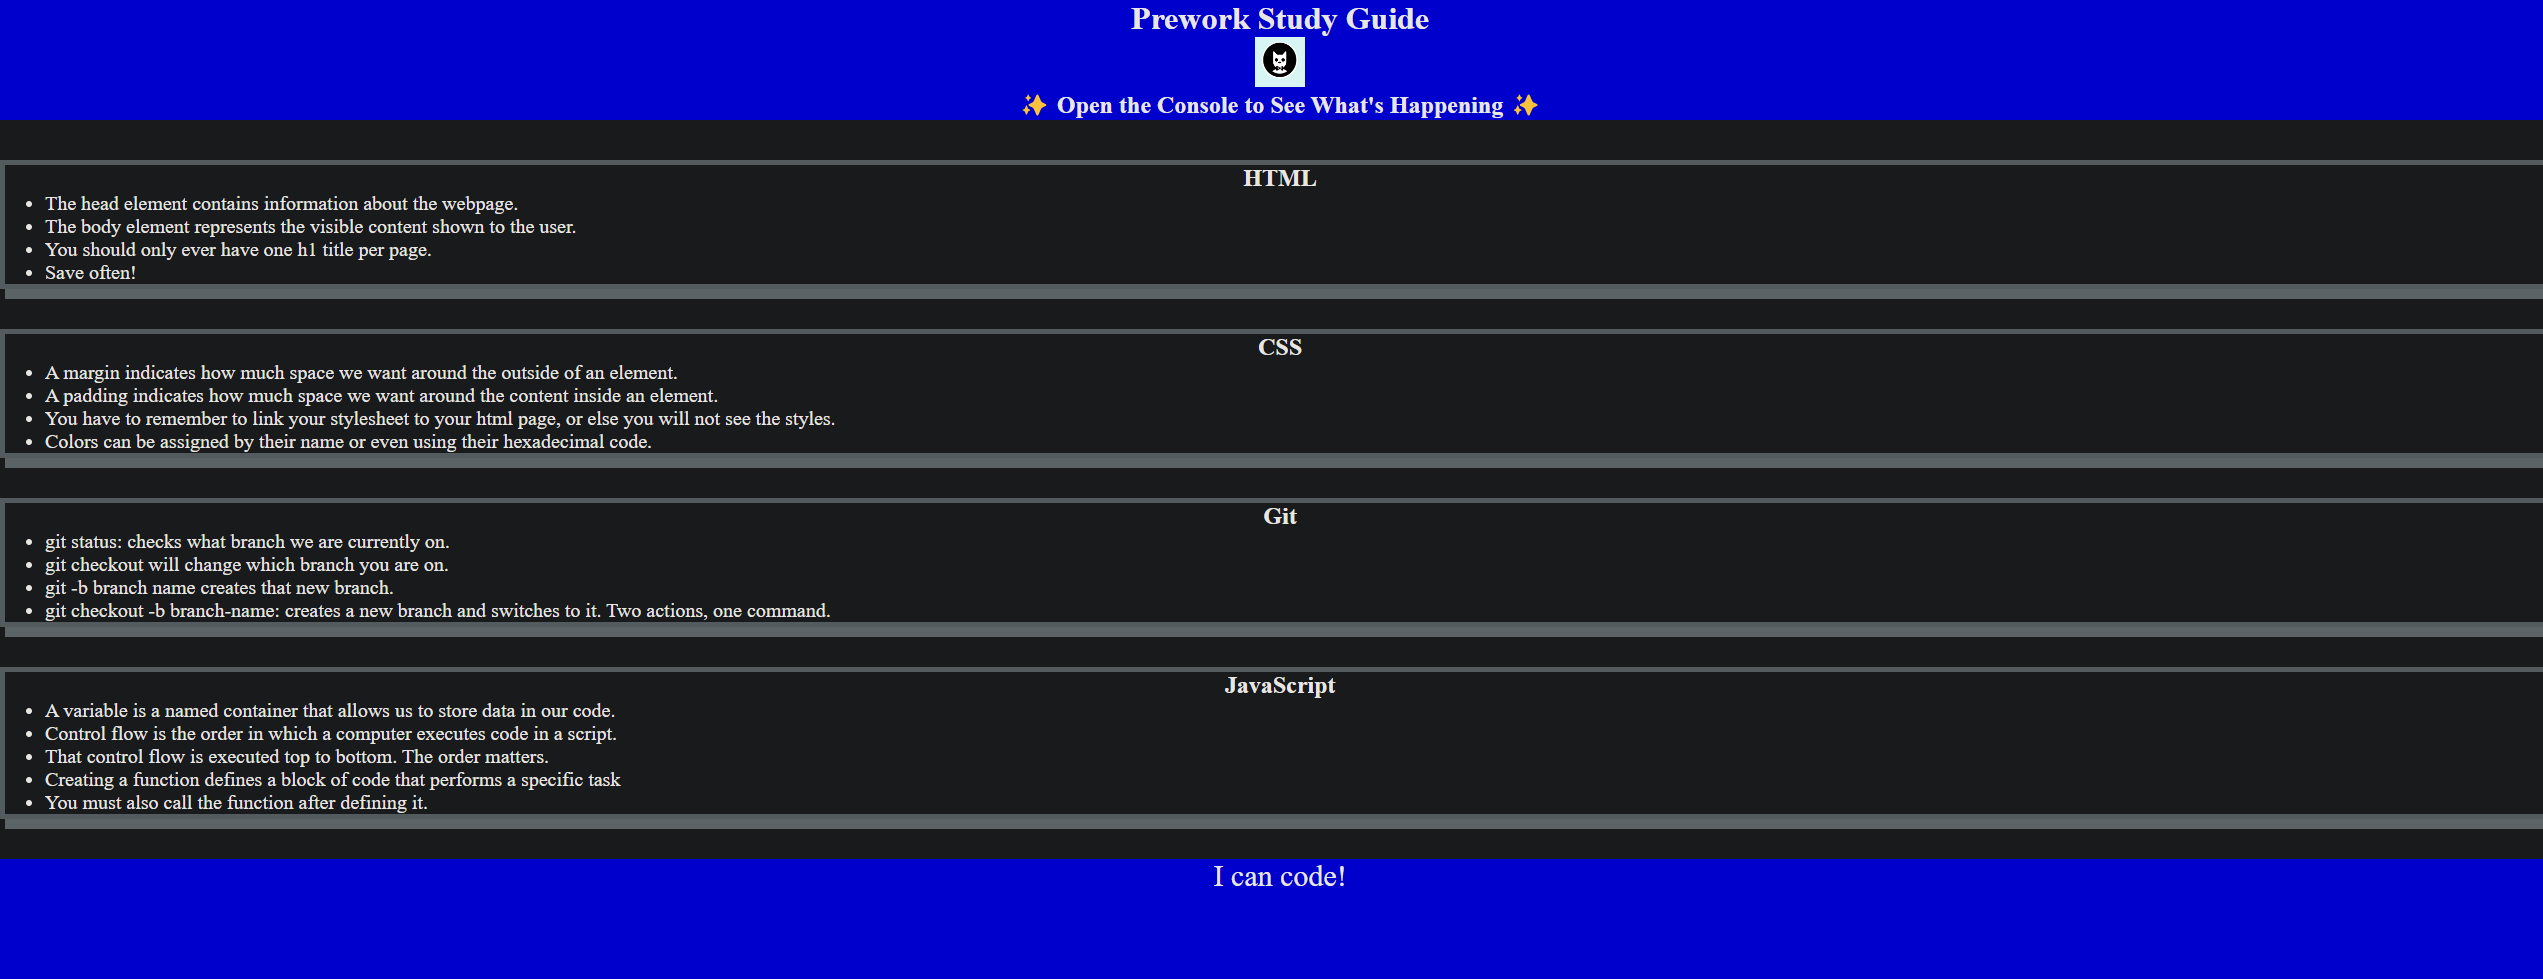 Prework Study Guide
✨ Open the Console to See What's Happening ✨
HTML
• The head element contains information about the webpage.
• The body element represents the visible content shown to the user.
• You should only ever have one h1 title per page.
• Save often!
CSS
• A margin indicates how much space we want around the outside of an element.
• A padding indicates how much space we want around the content inside an element.
• You have to remember to link your stylesheet to your html page, or else you will not see the styles.
• Colors can be assigned by their name or even using their hexadecimal code.
Git
• git status: checks what branch we are currently on.
• git checkout will change which branch you are on.
• git -b branch name creates that new branch.
• git checkout -b branch-name: creates a new branch and switches to it. Two actions, one command.
JavaScript
• A variable is a named container that allows us to store data in our code.
• Control flow is the order in which a computer executes code in a script.
• That control flow is executed top to bottom. The order matters.
• Creating a function defines a block of code that performs a specific task
• You must also call the function after defining it.
I can code!